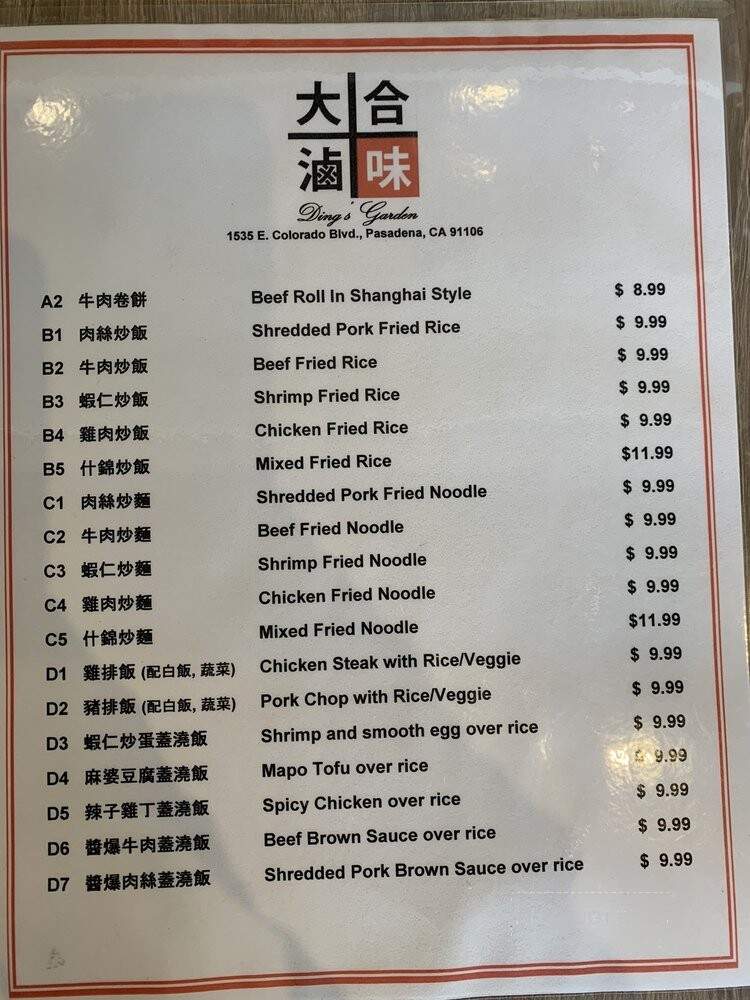 大合
滷味
Ding's Garden
1535 E. Colorado Blvd., Pasadena, CA 91106
A2 牛肉卷餅 Beef Roll In Shanghai Style $ 8.99
B1 肉絲炒飯 Shredded Pork Fried Rice $ 9.99
B2 牛肉炒飯 Beef Fried Rice $ 9.99
B3 蝦仁炒飯 Shrimp Fried Rice $ 9.99
B4 雞肉炒飯 Chicken Fried Rice $ 9.99
B5 什錦炒飯 Mixed Fried Rice $11.99
C1 肉絲炒麵 Shredded Pork Fried Noodle $ 9.99
C2 牛肉炒麵 Beef Fried Noodle $ 9.99
C3 蝦仁炒麵 Shrimp Fried Noodle $ 9.99
C4 雞肉炒麵 Chicken Fried Noodle $ 9.99
C5 什錦炒麵 Mixed Fried Noodle $11.99
D1 雞排飯 (配白飯, 蔬菜) Chicken Steak with Rice/Veggie $ 9.99
D2 豬排飯 (配白飯, 蔬菜) Pork Chop with Rice/Veggie $ 9.99
D3 蝦仁炒蛋蓋澆飯 Shrimp and smooth egg over rice $ 9.99
D4 麻婆豆腐蓋澆飯 Mapo Tofu over rice $ 9.99
D5 辣子雞丁蓋澆飯 Spicy Chicken over rice $ 9.99
D6 醬爆牛肉蓋澆飯 Beef Brown Sauce over rice $ 9.99
D7 醬爆肉絲蓋澆飯 Shredded Pork Brown Sauce over rice $ 9.99